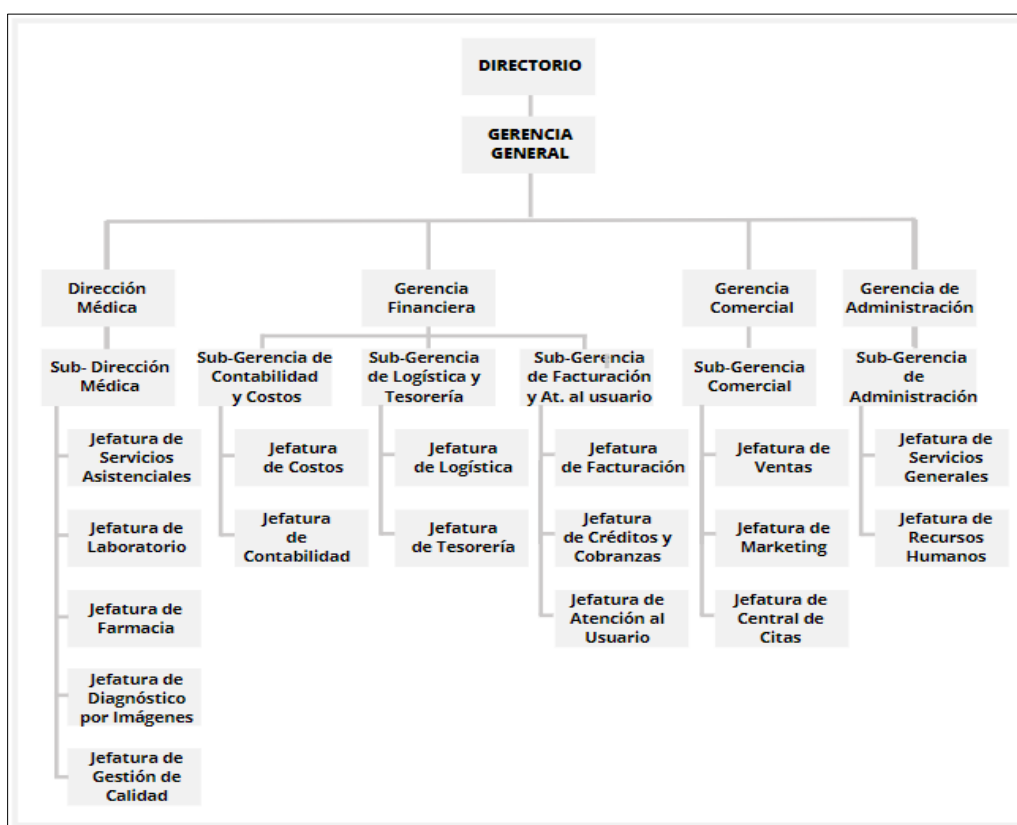 DIRECTORIO
GERENCIA
GENERAL
Dirección
Médica
Gerencia
Financiera
Gerencia
Comercial
Gerencia de
Administración
Sub- Dirección
Médica
Sub-Gerencia de
Contabilidad
y Costos
Sub-Gerencia
de Logística y
Tesorería
Sub-Gerencia
de Facturación
y At. al usuario
Sub-Gerencia
Comercial
Sub-Gerencia
de
Administración
Jefatura de
Servicios
Asistenciales
Jefatura
de Costos
Jefatura
de Logística
Jefatura
de Facturación
Jefatura de
Ventas
Jefatura de
Servicios
Generales
Jefatura de
Laboratorio
Jefatura
de
Contabilidad
Jefatura
de Tesorería
Jefatura
de Créditos y
Cobranzas
Jefatura de
Marketing
Jefatura de
Recursos
Humanos
Jefatura de
Farmacia
Jefatura de
Atención al
Usuario
Jefatura de
Central de
Citas
Jefatura de
Diagnóstico
por Imágenes
Jefatura de
Gestión de
Calidad